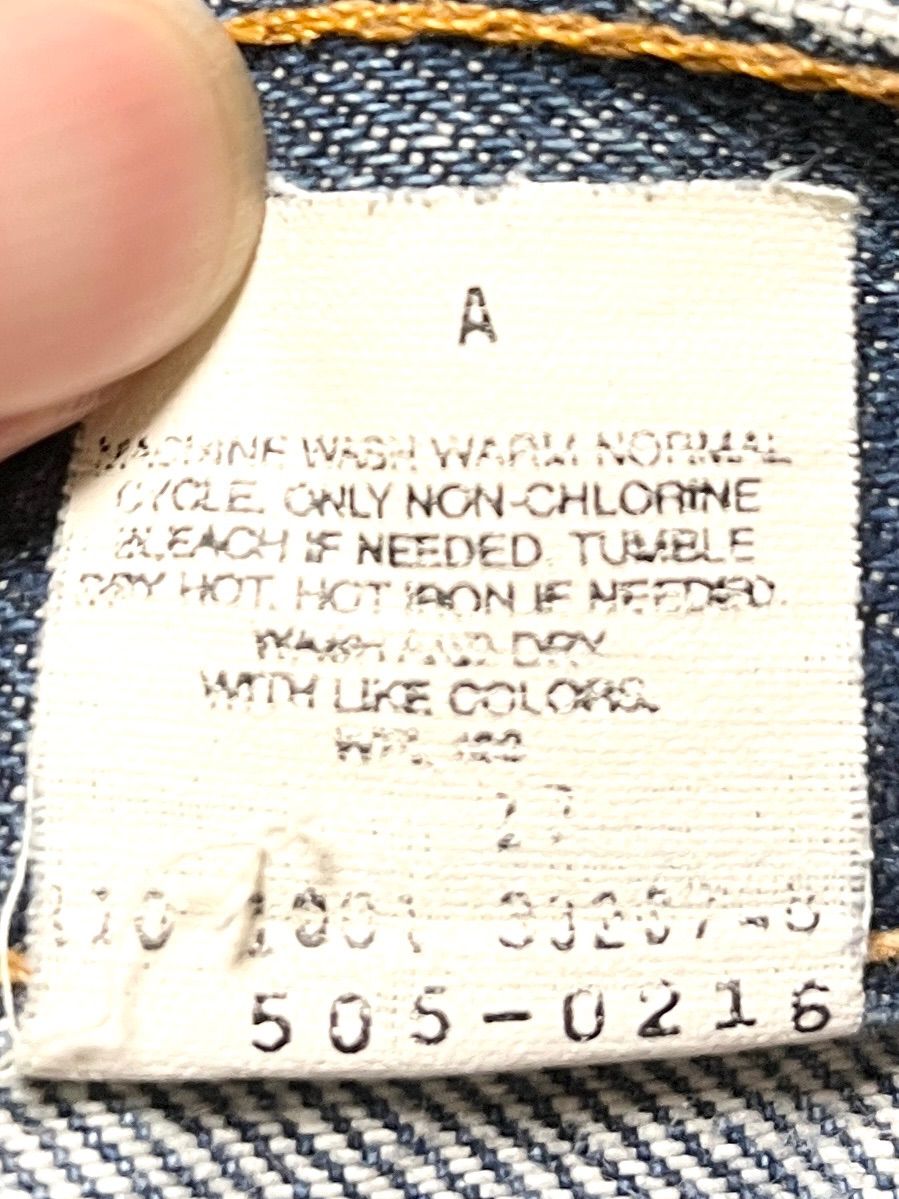 A
MACHINE WASH WARM NORMAL
CYCLE. ONLY NON-CHLORINE
BLEACH IF NEEDED. TUMBLE
DRY HOT. HOT IRON IF NEEDED.
WASH AND DRY
WITH LIKE COLORS.
27
505-0216